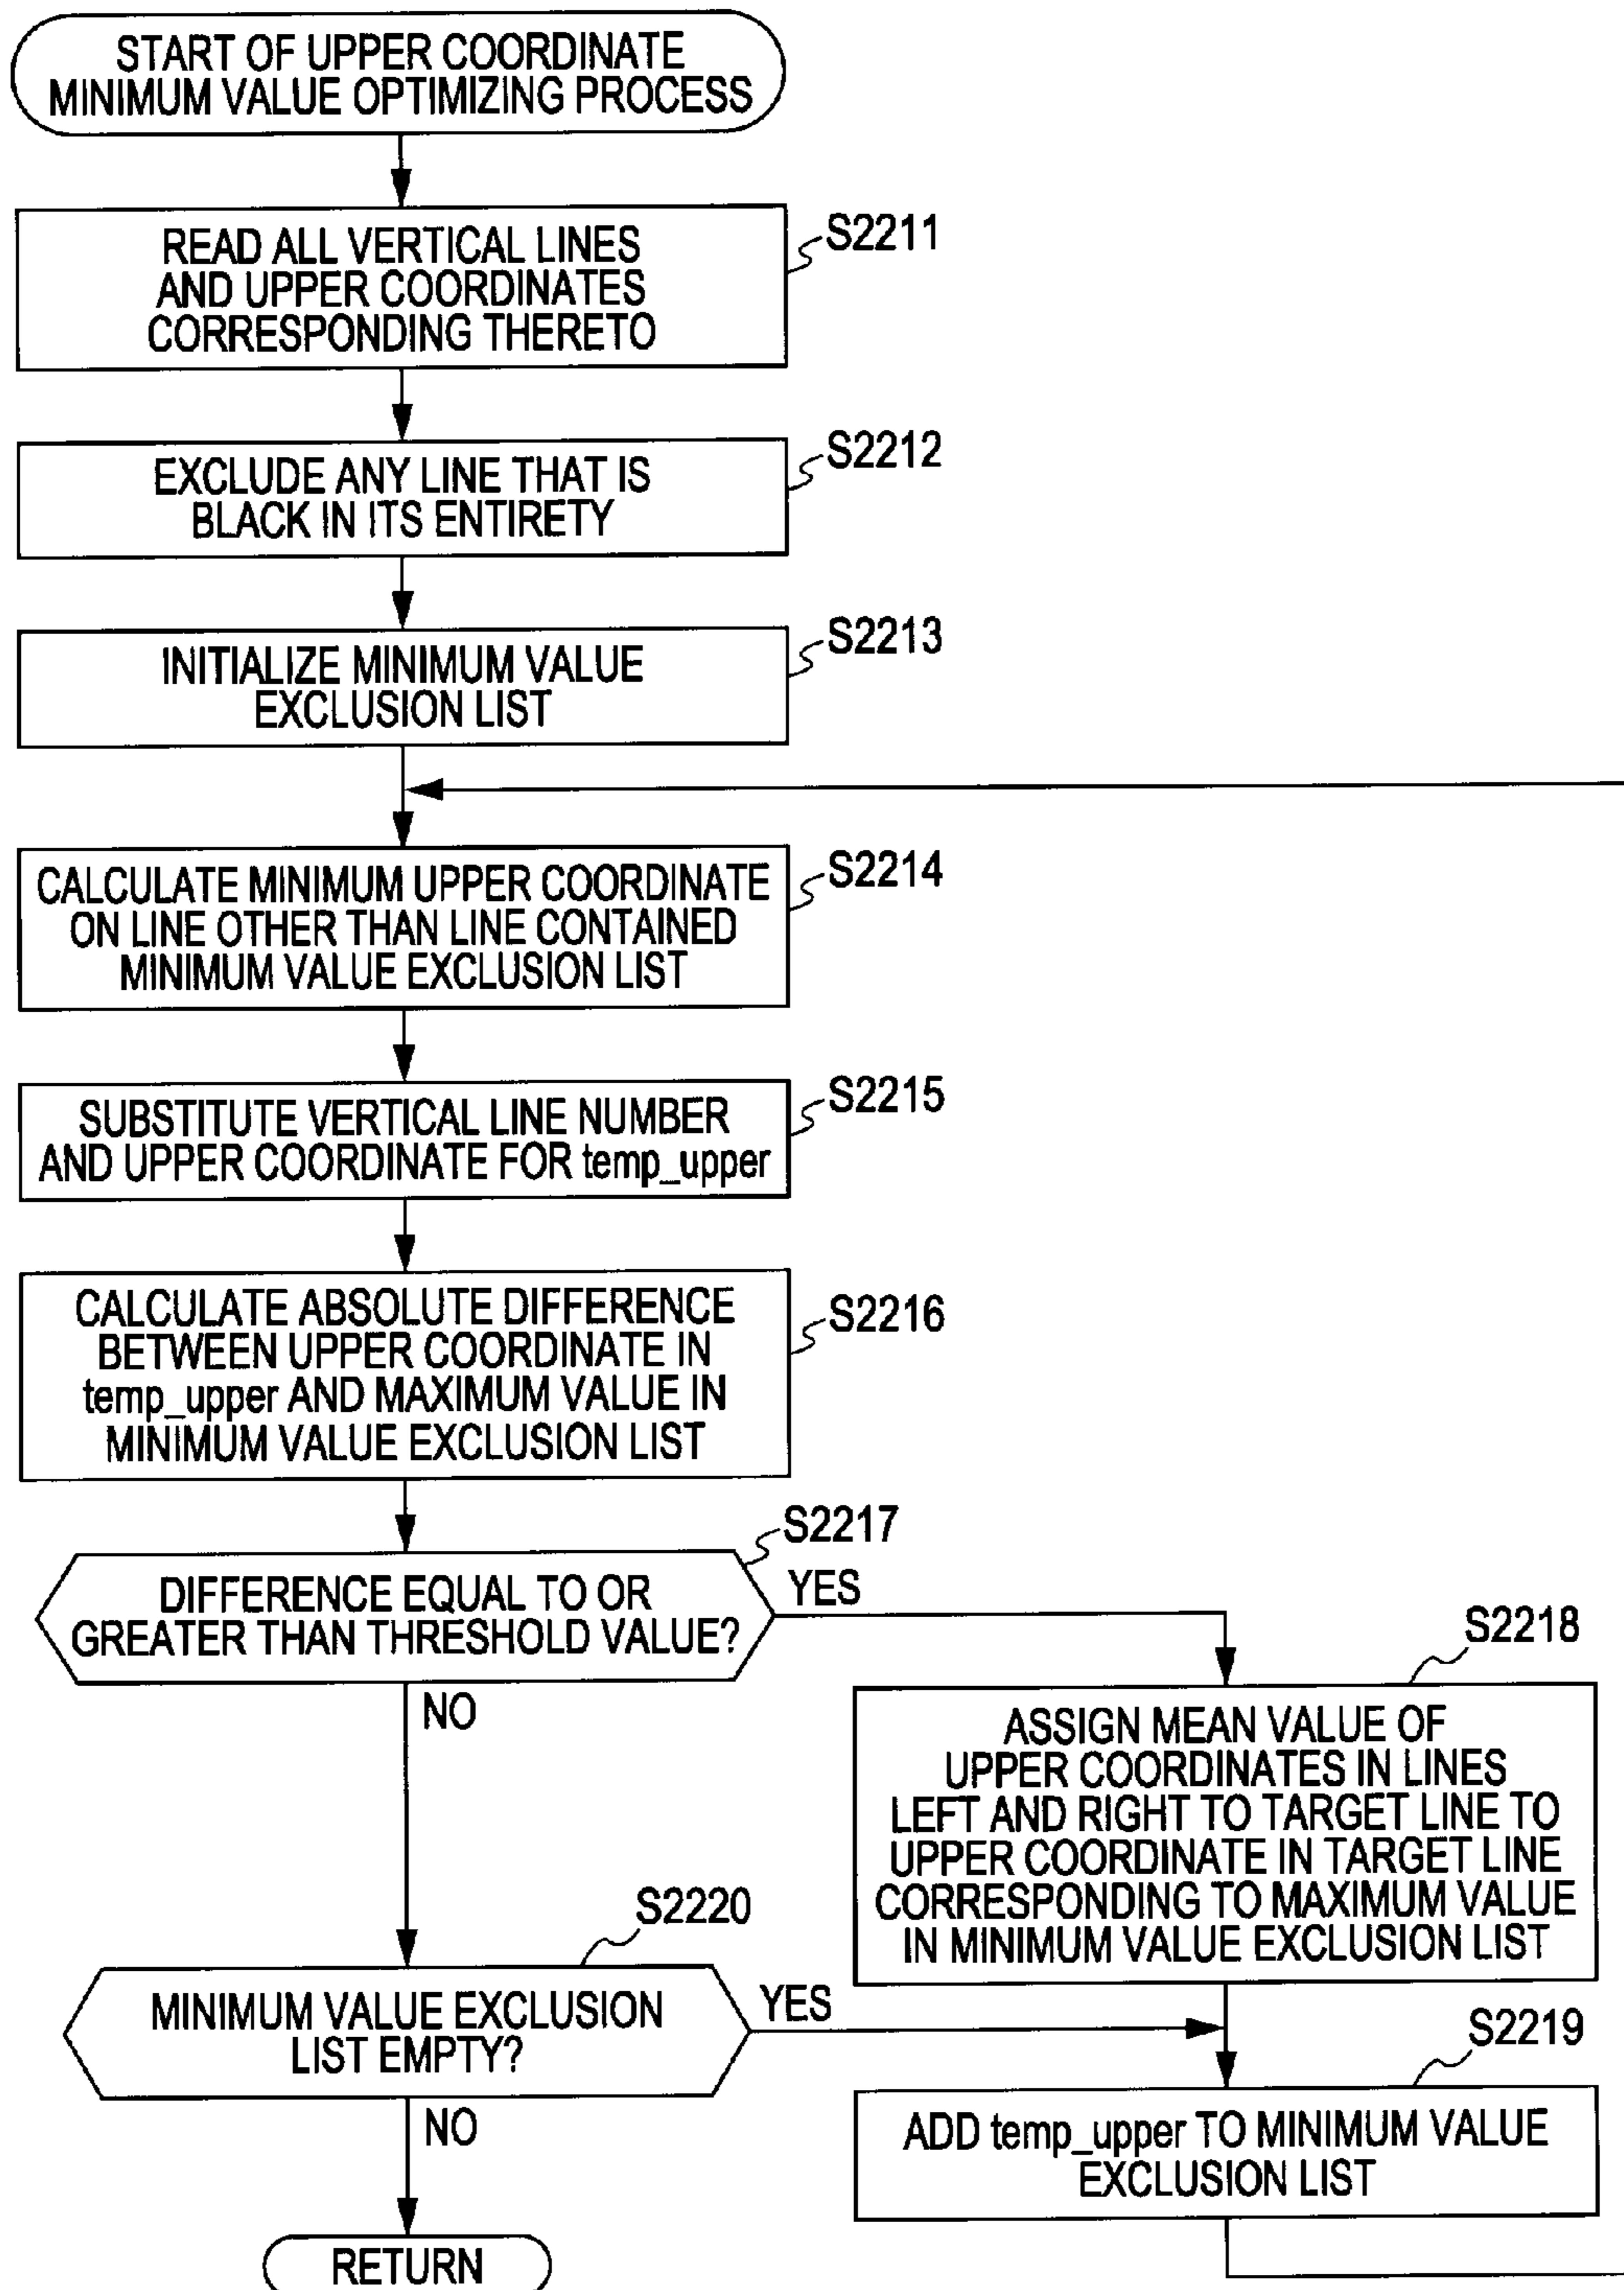 START OF UPPER COORDINATE
MINIMUM VALUE OPTIMIZING PROCESS
READ ALL VERTICAL LINES
AND UPPER COORDINATES
CORRESPONDING THERETO
S2211
EXCLUDE ANY LINE THAT IS
BLACK IN ITS ENTIRETY
S2212
INITIALIZE MINIMUM VALUE
EXCLUSION LIST
S2213
CALCULATE MINIMUM UPPER COORDINATE
ON LINE OTHER THAN LINE CONTAINED
MINIMUM VALUE EXCLUSION LIST
S2214
SUBSTITUTE VERTICAL LINE NUMBER
AND UPPER COORDINATE FOR temp_upper
S2215
CALCULATE ABSOLUTE DIFFERENCE
BETWEEN UPPER COORDINATE IN
temp_upper AND MAXIMUM VALUE IN
MINIMUM VALUE EXCLUSION LIST
S2216
S2217
DIFFERENCE EQUAL TO OR
GREATER THAN THRESHOLD VALUE?
YES
NO
S2218
ASSIGN MEAN VALUE OF
UPPER COORDINATES IN LINES
LEFT AND RIGHT TO TARGET LINE TO
UPPER COORDINATE IN TARGET LINE
CORRESPONDING TO MAXIMUM VALUE
IN MINIMUM VALUE EXCLUSION LIST
S2220
MINIMUM VALUE EXCLUSION
LIST EMPTY?
YES
NO
S2219
ADD temp_upper TO MINIMUM VALUE
EXCLUSION LIST
RETURN